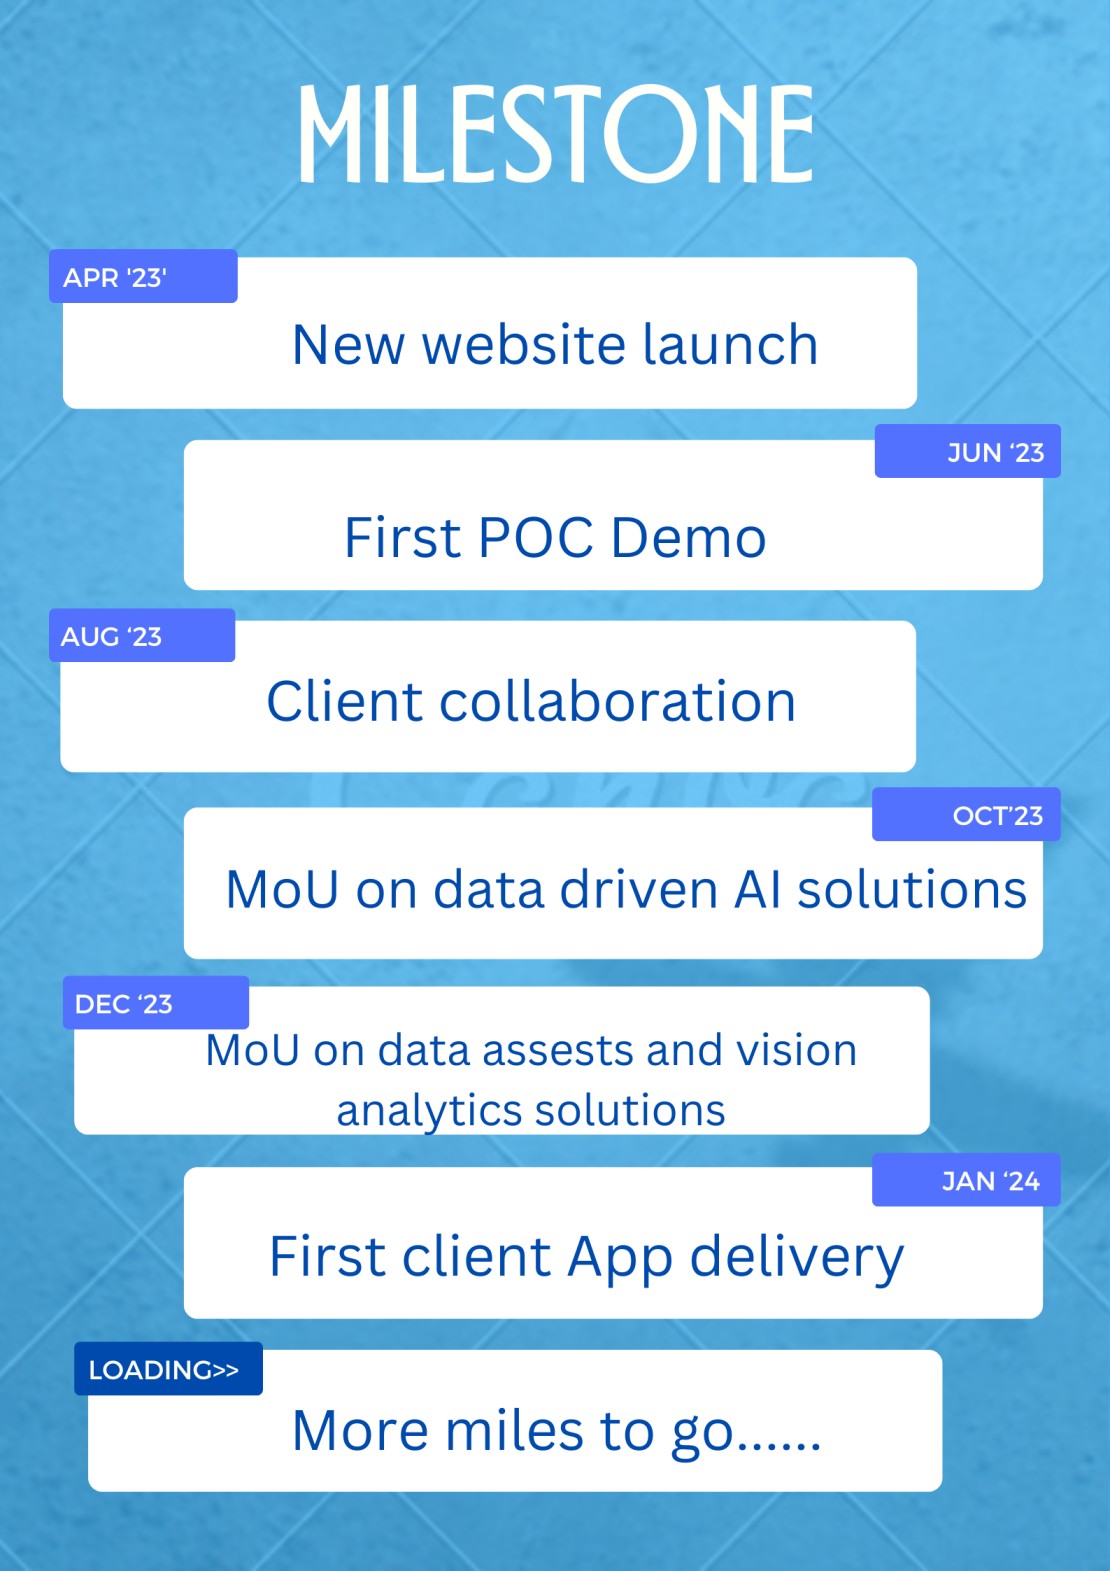 MILESTONE
APR '23'
New website launch
JUN ‘23
First POC Demo
AUG ‘23
Client collaboration
OCT’23
MoU on data driven AI solutions
DEC ‘23
MoU on data assests and vision
analytics solutions
JAN ‘24
First client App delivery
LOADING>>
More miles to go......